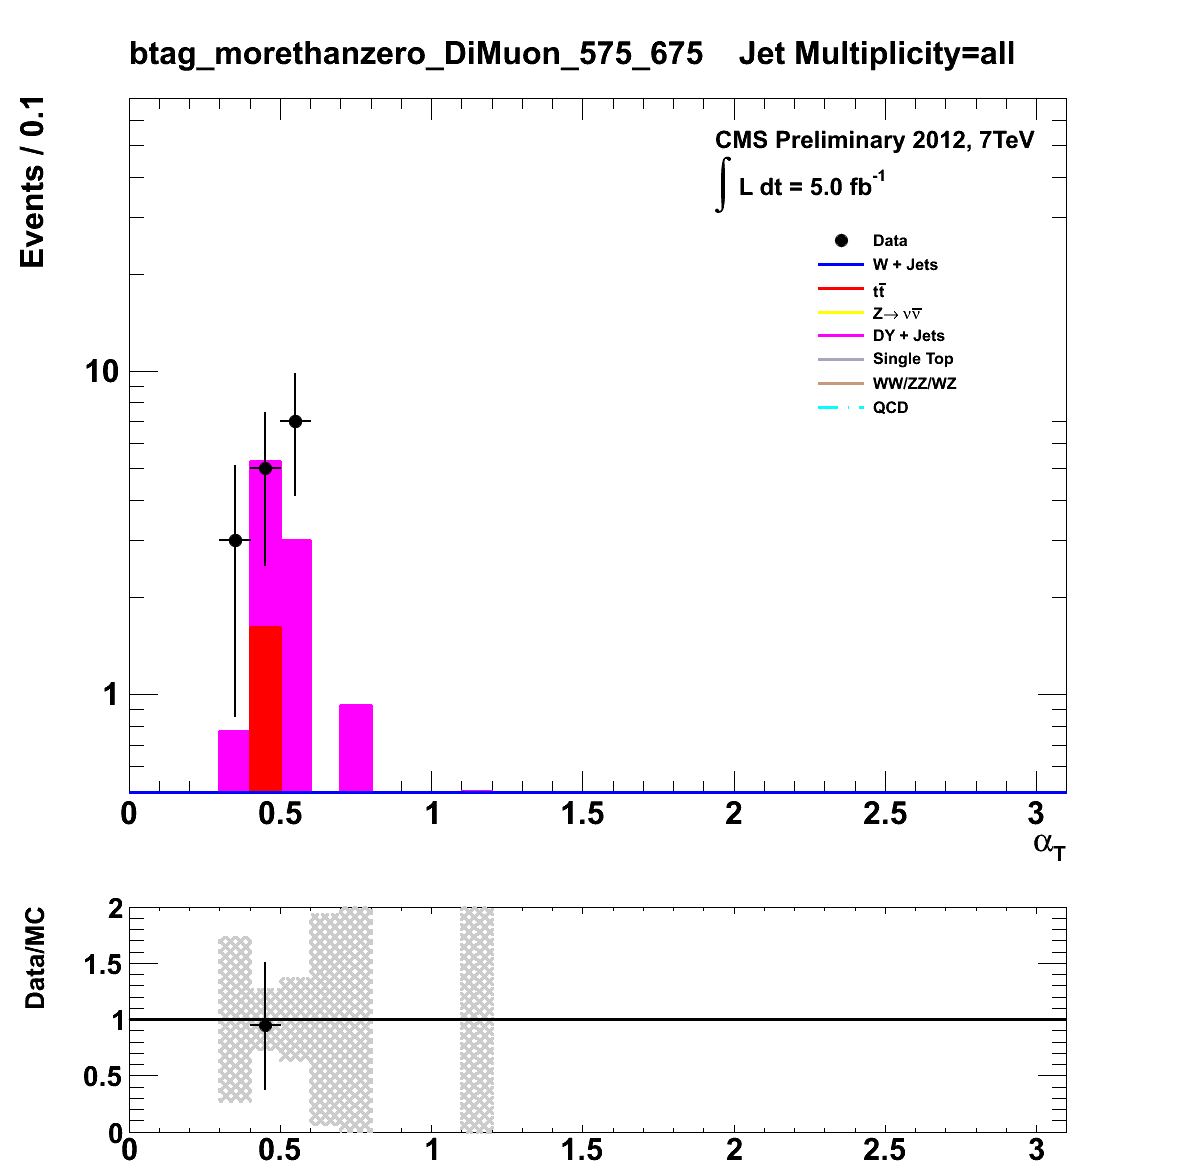 btag_morethanzero_DiMuon_575_675 Jet Multiplicity=all
Events / 0.1
CMS Preliminary 2012, 7TeV
∫ L dt = 5.0 fb⁻¹
Data
W + Jets
tt̅
Z→ νν̅
DY + Jets
Single Top
WW/ZZ/WZ
QCD
10
1
0 0.5 1 1.5 2 2.5 3
α_T
Data/MC
2
1.5
1
0.5
0
0 0.5 1 1.5 2 2.5 3